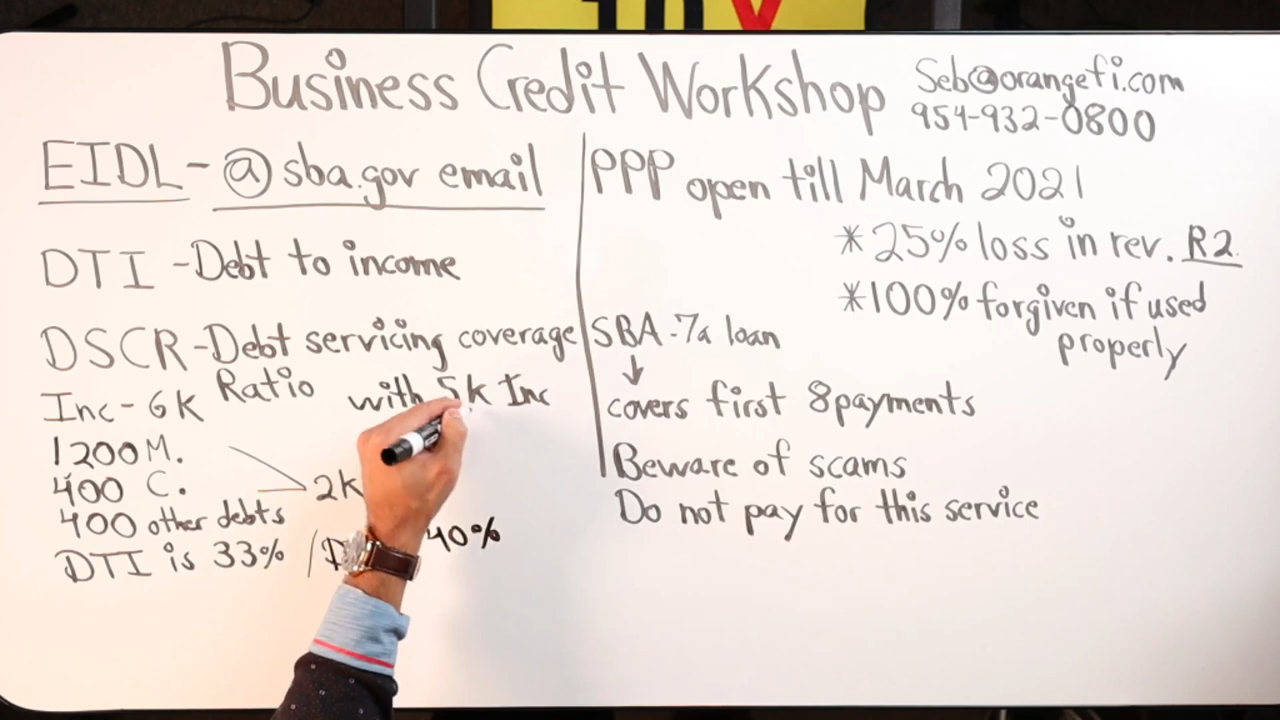 Business Credit Workshop
Seb@orangefi.com
954-932-0800
EIDL - @sba.gov email
DTI - Debt to income
DSCR - Debt servicing coverage
Ratio
with 5k Inc
Inc - 6K
1200 M.
400 C.
2k
400 other debts
DTI is 33%
40%
PPP open till March 2021
*25% loss in rev. R2
*100% forgiven if used
properly
SBA - 7a loan
↓
covers first 8 payments
Beware of scams
Do not pay for this service